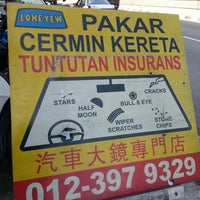 LOKE YEW
PAKAR
CERMIN KERETA
TUNTUTAN INSURANS
STARS
HALF MOON
BULL'S EYE
CRACKS
WIPER SCRATCHES
STONE CHIPS
汽車大鏡專門店
012-397 9329